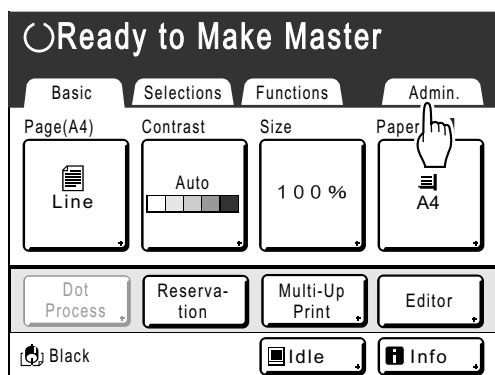 Ready to Make Master
Basic Selections Functions Admin.
Page(A4) Contrast Size Paper
Line Auto 100% A4
Dot Process Reserva-tion Multi-Up Print Editor
Black Idle i Info